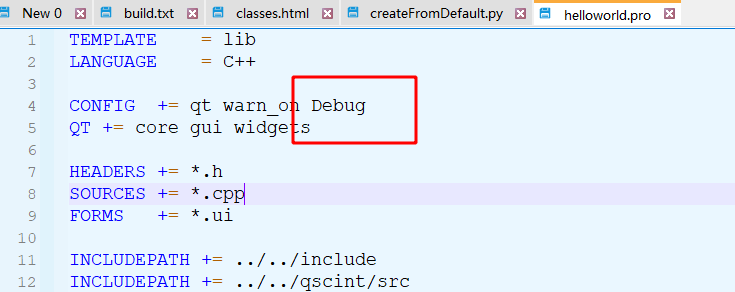 New 0 build.txt classes.html createFromDefault.py helloworld.pro
1 TEMPLATE = lib
2 LANGUAGE = C++
3
4 CONFIG += qt warn_on Debug
5 QT += core gui widgets
6
7 HEADERS += *.h
8 SOURCES += *.cpp
9 FORMS += *.ui
10
11 INCLUDEPATH += ../../include
12 INCLUDEPATH += ../../qscint/src